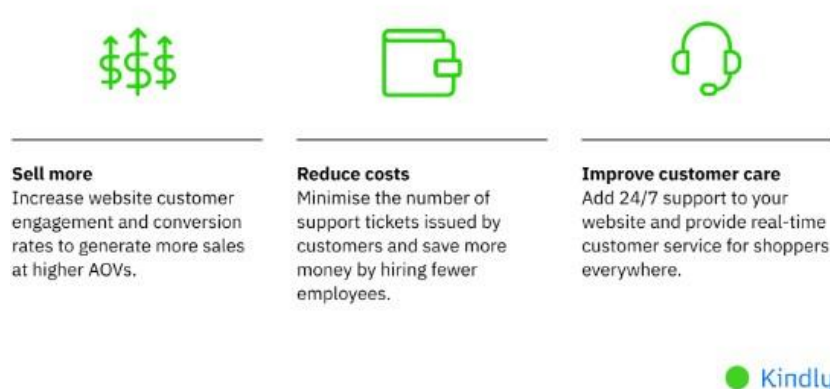 Sell more
Increase website customer
engagement and conversion
rates to generate more sales
at higher AOVs.
Reduce costs
Minimise the number of
support tickets issued by
customers and save more
money by hiring fewer
employees.
Improve customer care
Add 24/7 support to your
website and provide real-time
customer service for shoppers
everywhere.